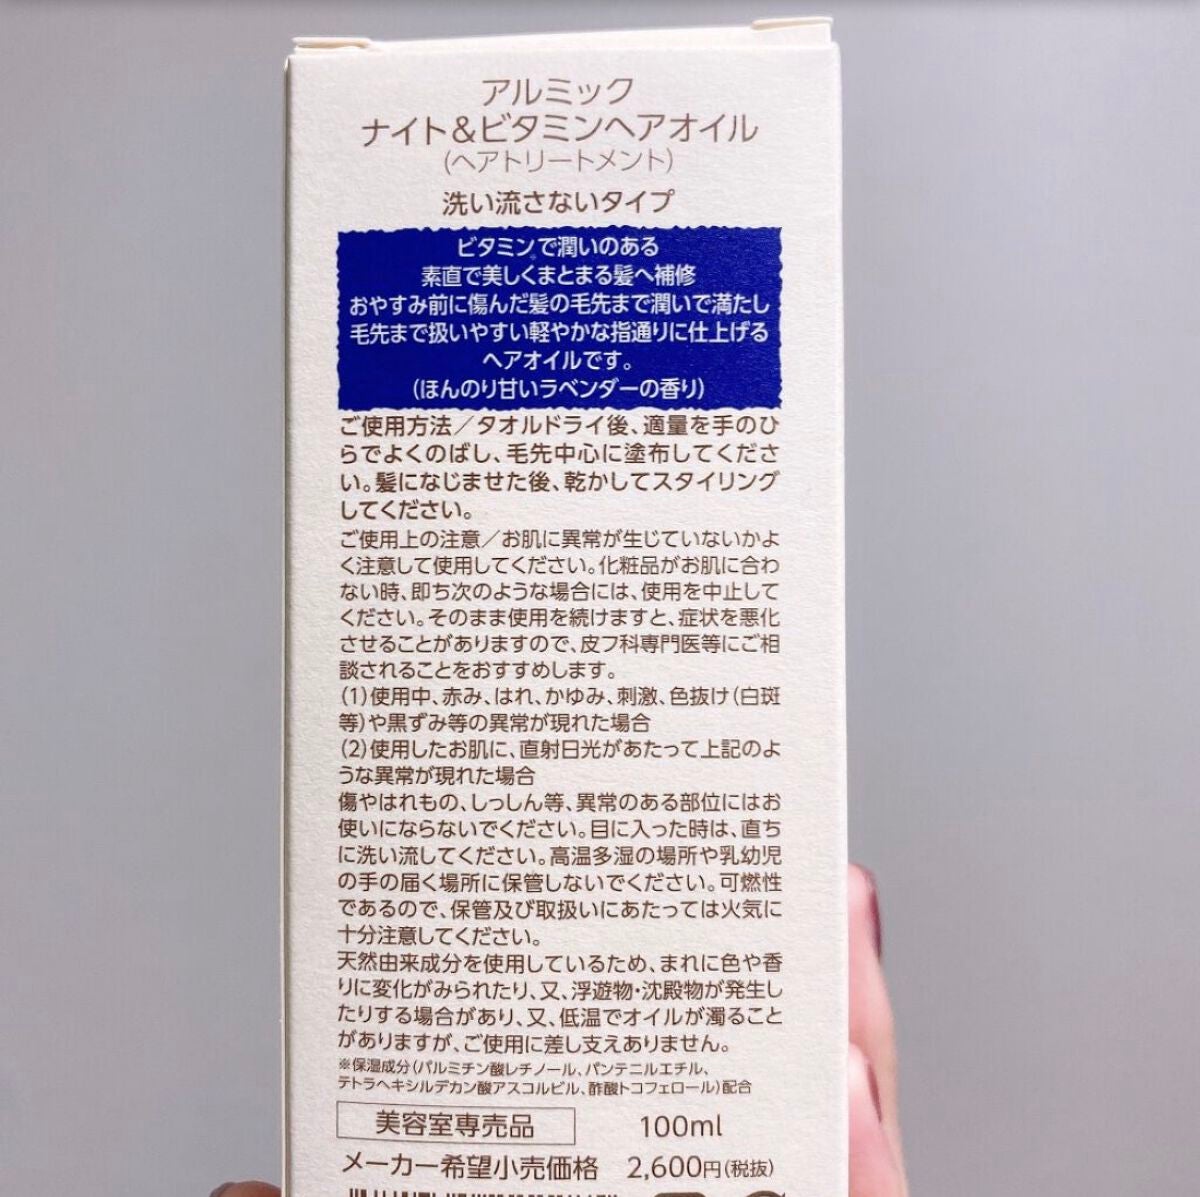 アルミック
ナイト＆ビタミンヘアオイル
(ヘアトリートメント)
洗い流さないタイプ
ビタミン※で潤いのある
素直で美しくまとまる髪へ補修
おやすみ前に傷んだ髪の毛先まで潤いで満たし
毛先まで扱いやすい軽やかな指通りに仕上げる
ヘアオイルです。
(ほんのり甘いラベンダーの香り)
ご使用方法／タオルドライ後、適量を手のひ
らでよくのばし、毛先中心に塗布してくださ
い。髪になじませた後、乾かしてスタイリング
してください。
ご使用上の注意／お肌に異常が生じていないかよ
く注意して使用してください。化粧品がお肌に合わ
ない時、即ち次のような場合には、使用を中止して
ください。そのまま使用を続けますと、症状を悪化
させることがありますので、皮フ科専門医等にご相
談されることをおすすめします。
(1)使用中、赤み、はれ、かゆみ、刺激、色抜け(白斑
等)や黒ずみ等の異常が現れた場合
(2)使用したお肌に、直射日光があたって上記のよ
うな異常が現れた場合
傷やはれもの、しっしん等、異常のある部位にはお
使いにならないでください。目に入った時は、直ち
に洗い流してください。高温多湿の場所や乳幼児
の手の届く場所に保管しないでください。可燃性
であるので、保管及び取扱いにあたっては火気に
十分注意してください。
天然由来成分を使用しているため、まれに色や香
りに変化がみられたり、又、浮遊物・沈殿物が発生し
たりする場合があり、又、低温でオイルが濁ること
がありますが、ご使用に差し支えありません。
※保湿成分(パルミチン酸レチノール、パンテニルエチル、
テトラヘキシルデカン酸アスコルビル、酢酸トコフェロール)配合
美容室専売品 100ml
メーカー希望小売価格 2,600円(税抜)